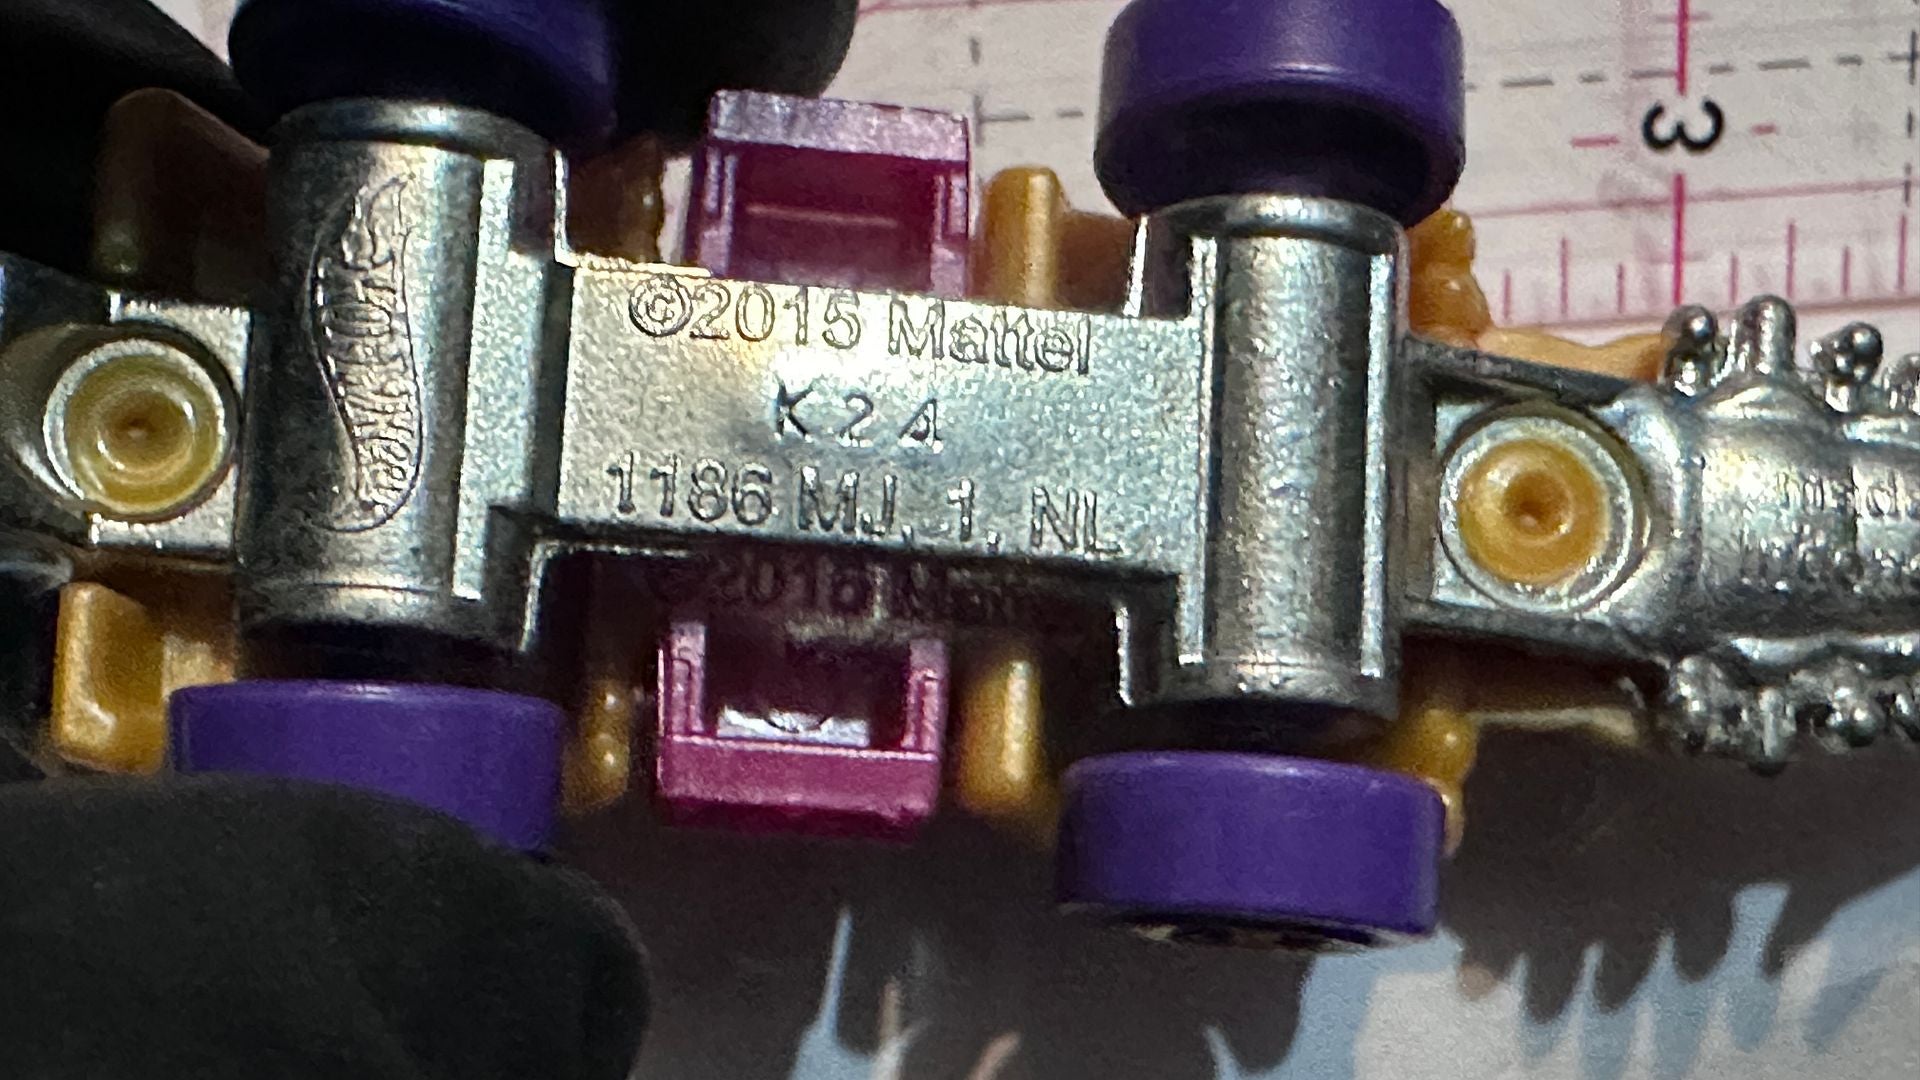 HOT WHEELS
©2015 Mattel
K24
1186 MJ, 1, NL
3